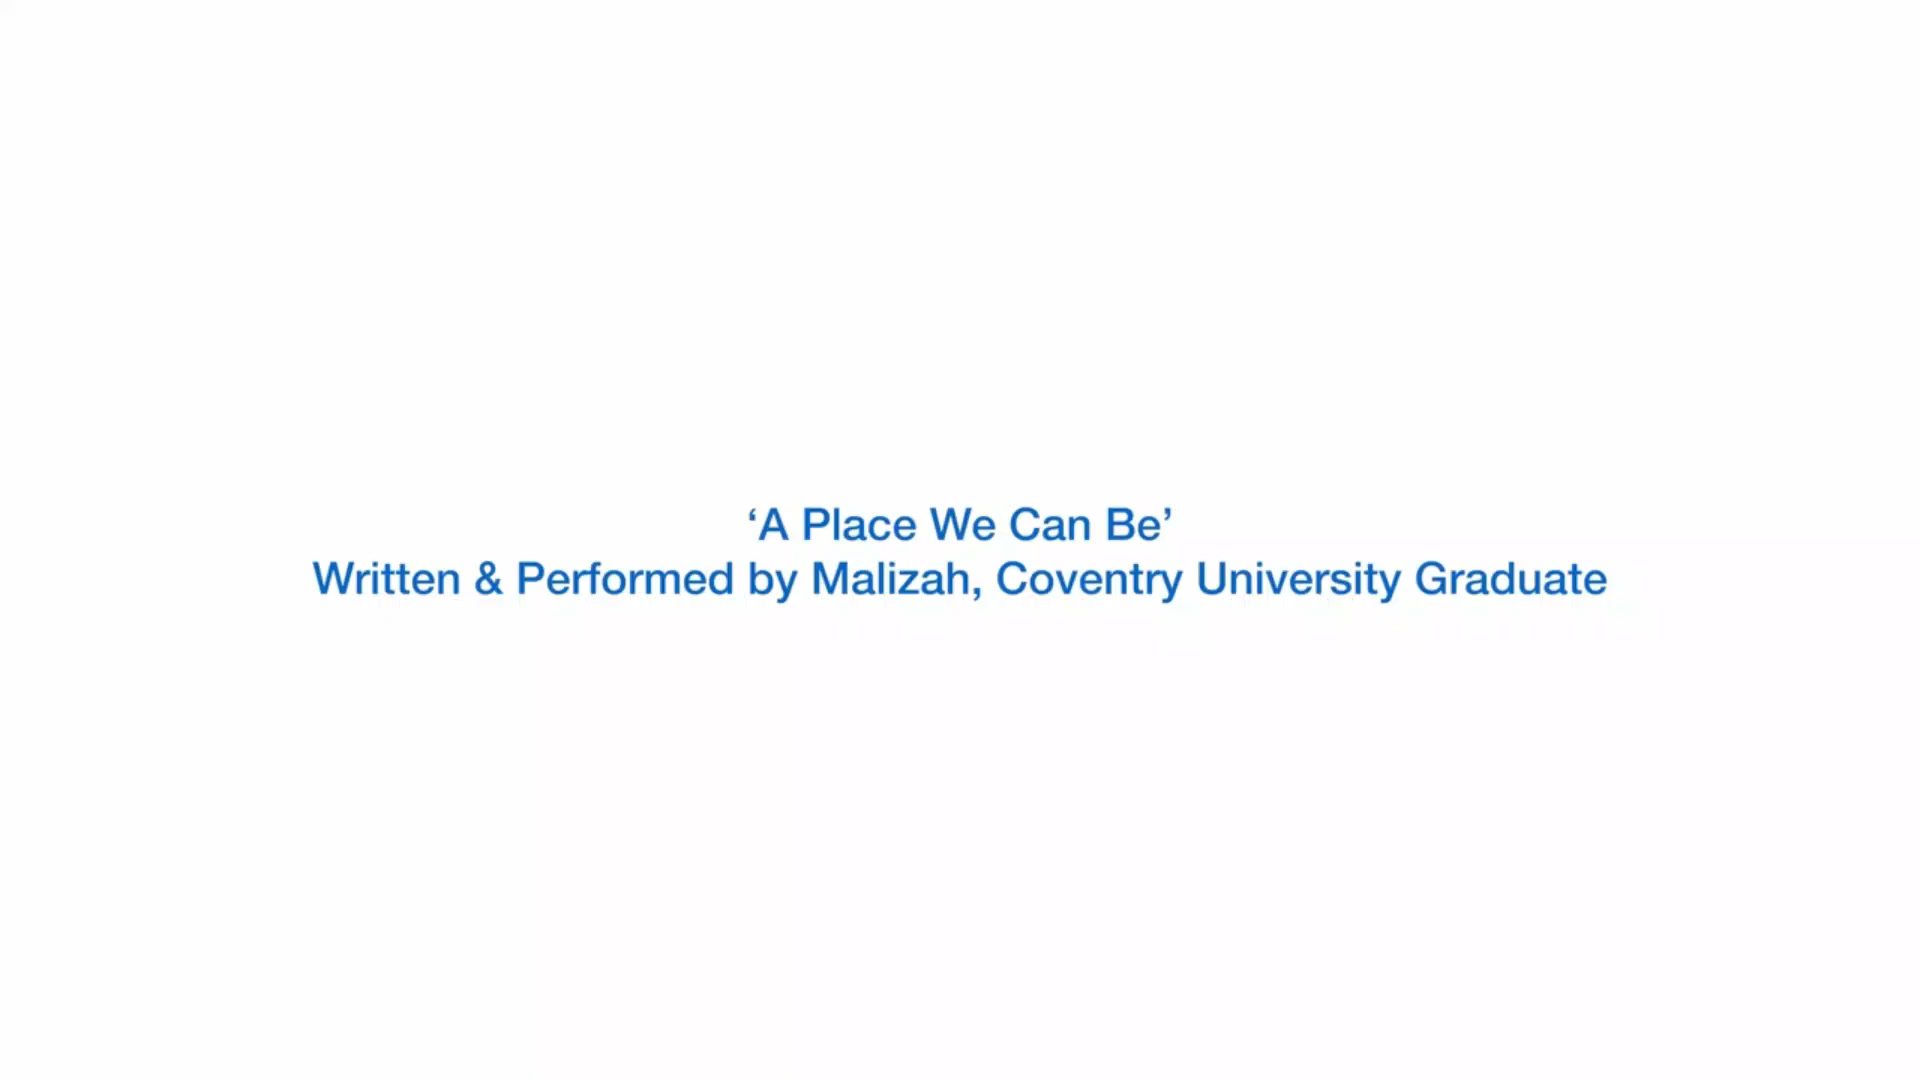 ‘A Place We Can Be’
Written & Performed by Malizah, Coventry University Graduate